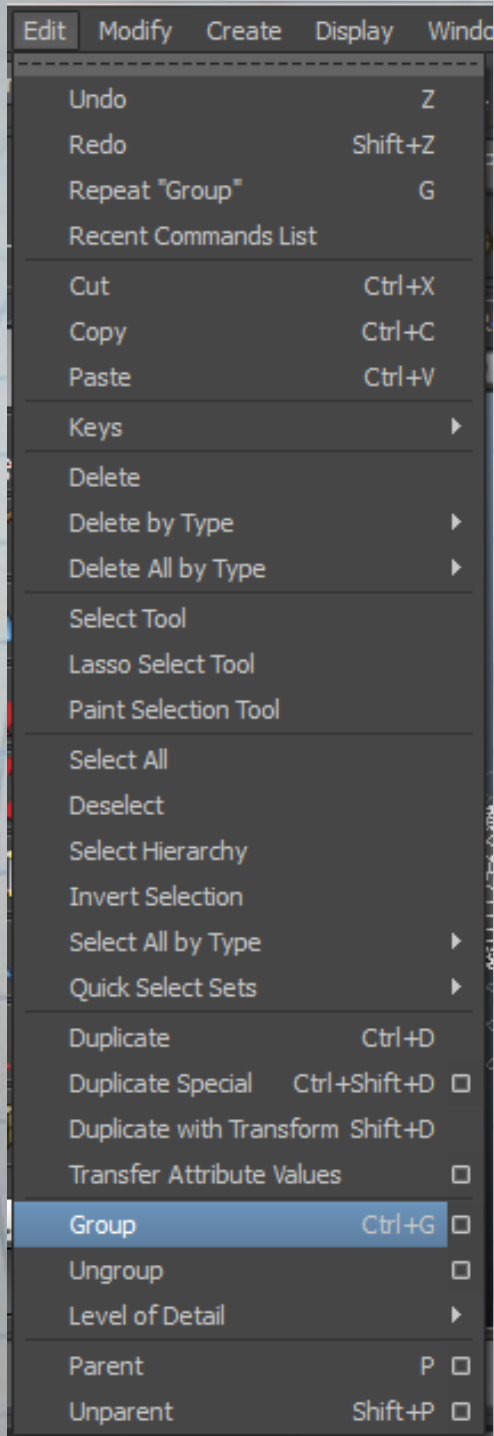 Edit Modify Create Display
Undo Z
Redo Shift+Z
Repeat "Group" G
Recent Commands List
Cut Ctrl+X
Copy Ctrl+C
Paste Ctrl+V
Keys
Delete
Delete by Type
Delete All by Type
Select Tool
Lasso Select Tool
Paint Selection Tool
Select All
Deselect
Select Hierarchy
Invert Selection
Select All by Type
Quick Select Sets
Duplicate Ctrl+D
Duplicate Special Ctrl+Shift+D
Duplicate with Transform Shift+D
Transfer Attribute Values
Group Ctrl+G
Ungroup
Level of Detail
Parent P
Unparent Shift+P